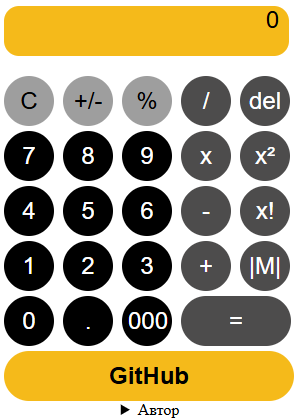 0
C +/- % / del
7 8 9 x x²
4 5 6 - x!
1 2 3 + |M|
0 . 000 =
GitHub
▶ Автор